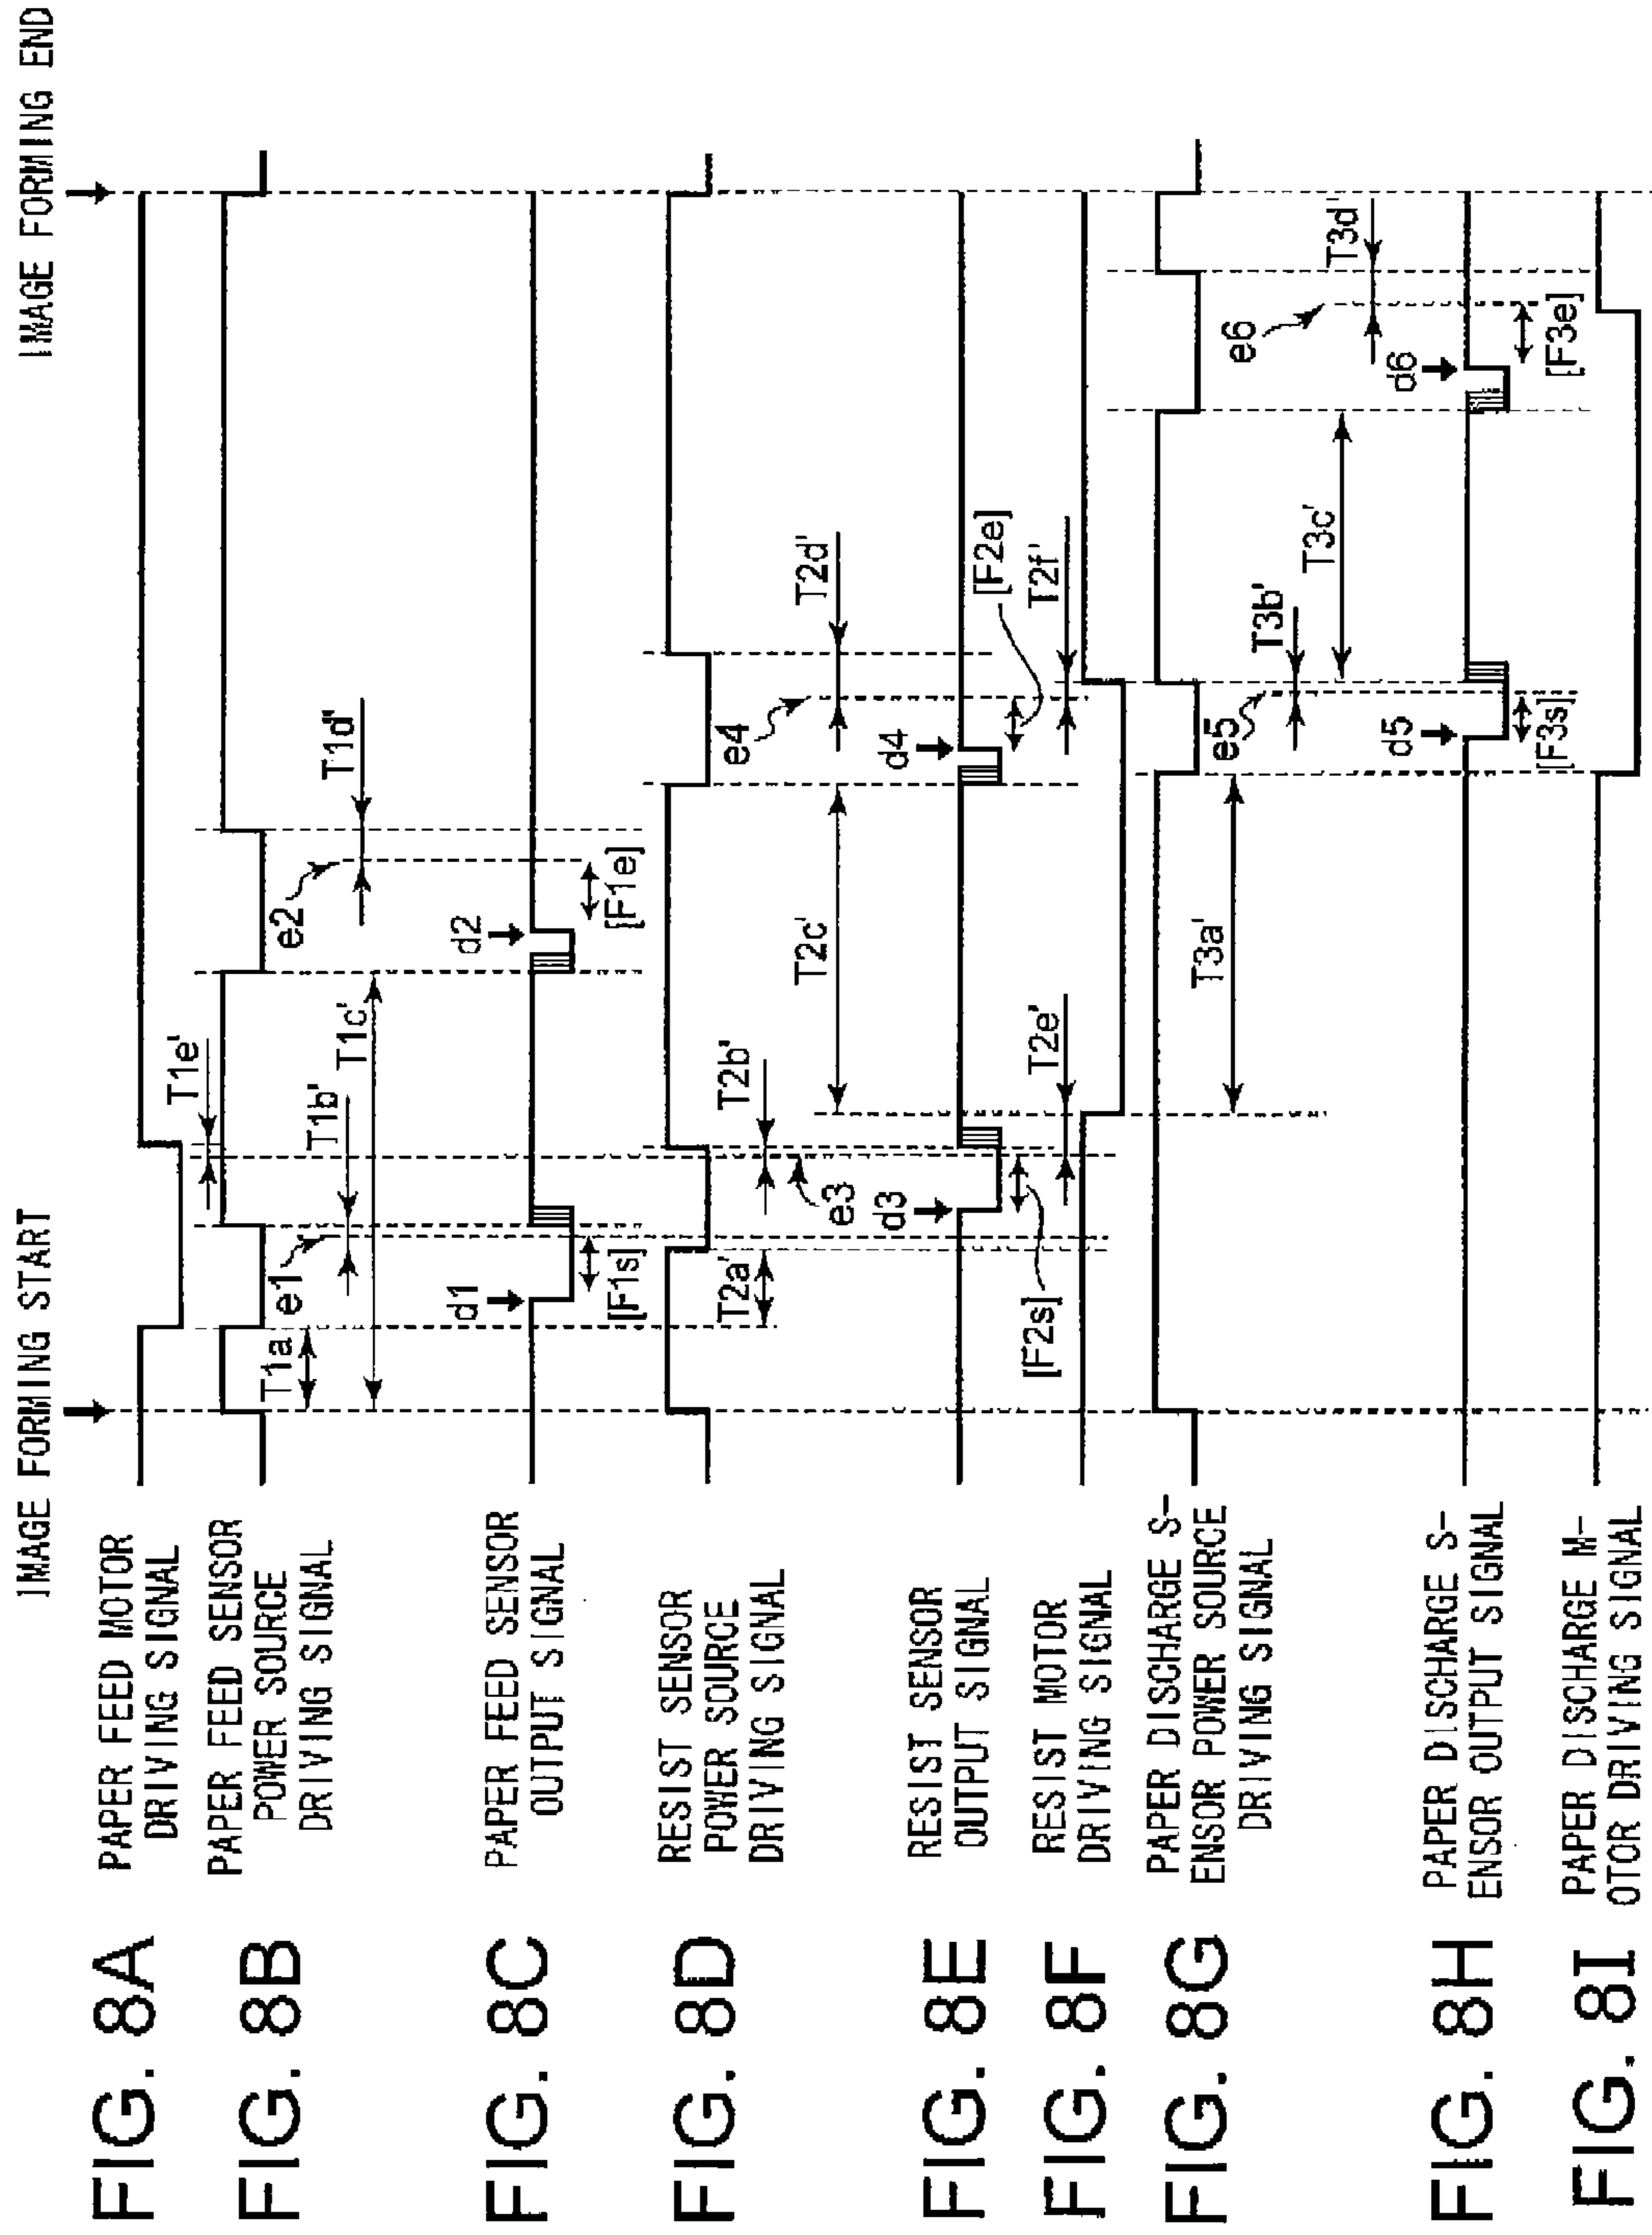 IMAGE FORMING START
IMAGE FORMING END
FIG. 8A
PAPER FEED MOTOR
DRIVING SIGNAL
T1e'
FIG. 8B
PAPER FEED SENSOR
POWER SOURCE
DRIVING SIGNAL
T1a
e1
T1b'
T1c'
e2
T1d'
FIG. 8C
PAPER FEED SENSOR
OUTPUT SIGNAL
d1
[F1s]
d2
[F1e]
FIG. 8D
RESIST SENSOR
POWER SOURCE
DRIVING SIGNAL
T2a'
T2b'
e3
T2c'
e4
T2d'
FIG. 8E
RESIST SENSOR
OUTPUT SIGNAL
d3
[F2s]
d4
[F2e]
FIG. 8F
RESIST MOTOR
DRIVING SIGNAL
T2e'
T2f'
FIG. 8G
PAPER DISCHARGE S-
ENSOR POWER SOURCE
DRIVING SIGNAL
T3a'
e5
T3b'
T3c'
e6
T3d'
FIG. 8H
PAPER DISCHARGE S-
ENSOR OUTPUT SIGNAL
d5
[F3s]
d6
[F3e]
FIG. 8I
PAPER DISCHARGE M-
OTOR DRIVING SIGNAL